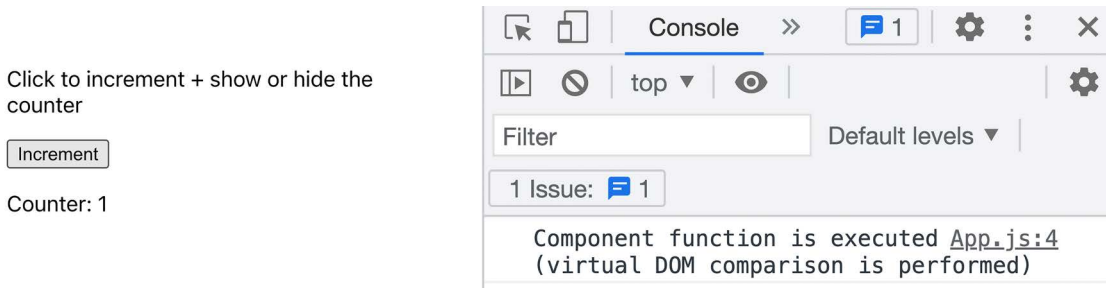 Click to increment + show or hide the
counter
Increment
Counter: 1
Console » 1
top ▼
Filter Default levels ▼
1 Issue: 1
Component function is executed App.js:4
(virtual DOM comparison is performed)